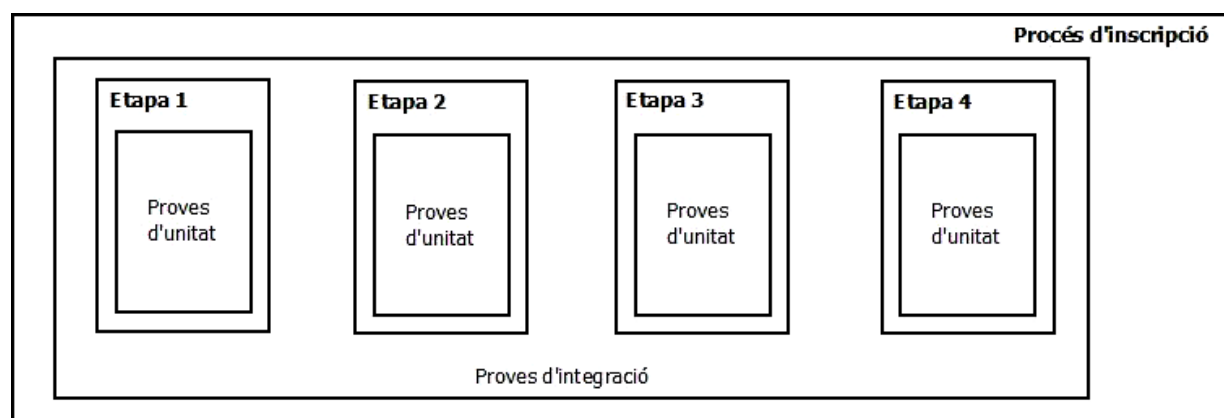 Procés d'inscripció
Etapa 1
Proves
d'unitat
Etapa 2
Proves
d'unitat
Etapa 3
Proves
d'unitat
Etapa 4
Proves
d'unitat
Proves d'integració